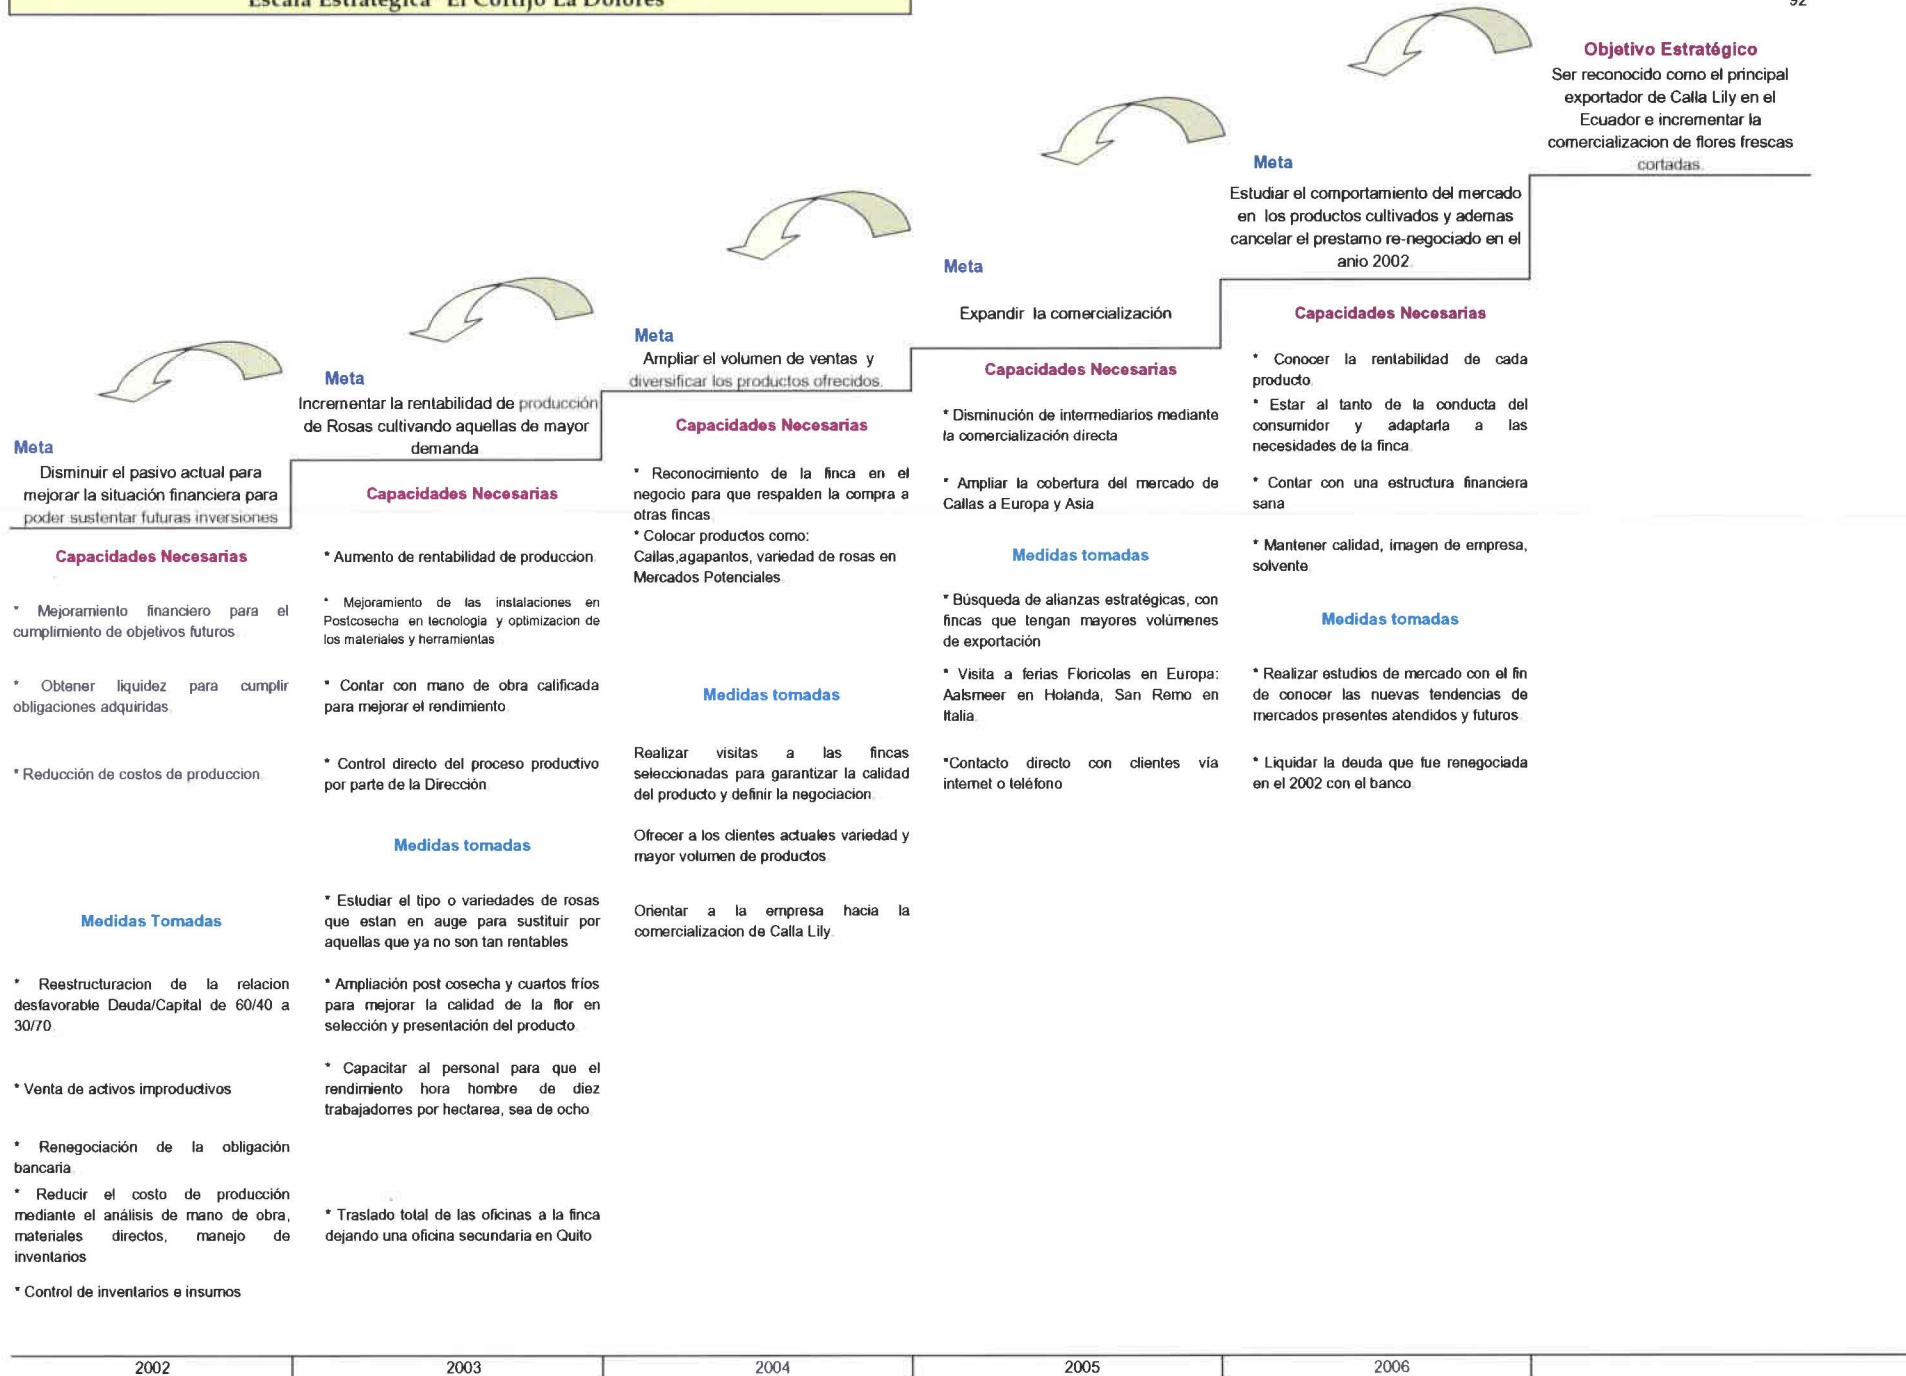 Escala Estratégica "El Cortijo La Dolores"
92
Objetivo Estratégico
Ser reconocido como el principal
exportador de Calla Lily en el
Ecuador e incrementar la
comercializacion de flores frescas
cortadas.
Meta
Estudiar el comportamiento del mercado
en los productos cultivados y ademas
cancelar el prestamo re-negociado en el
anio 2002.
Capacidades Necesarias
* Conocer la rentabilidad de cada
producto.
* Estar al tanto de la conducta del
consumidor y adaptarla a las
necesidades de la finca.
* Contar con una estructura financiera
sana
* Mantener calidad, imagen de empresa,
solvente.
Medidas tomadas
* Realizar estudios de mercado con el fin
de conocer las nuevas tendencias de
mercados presentes atendidos y futuros.
* Liquidar la deuda que fue renegociada
en el 2002 con el banco.
Meta
Expandir la comercialización
Capacidades Necesarias
* Disminución de intermediarios mediante
la comercialización directa
* Ampliar la cobertura del mercado de
Callas a Europa y Asia
Medidas tomadas
* Búsqueda de alianzas estratégicas, con
fincas que tengan mayores volúmenes
de exportación
* Visita a ferias Floricolas en Europa:
Aalsmeer en Holanda, San Remo en
Italia.
*Contacto directo con clientes vía
internet o teléfono
Meta
Ampliar el volumen de ventas y
diversificar los productos ofrecidos.
Capacidades Necesarias
* Reconocimiento de la finca en el
negocio para que respalden la compra a
otras fincas.
* Colocar productos como:
Callas,agapantos, variedad de rosas en
Mercados Potenciales.
Medidas tomadas
Realizar visitas a las fincas
seleccionadas para garantizar la calidad
del producto y definir la negociacion.
Ofrecer a los clientes actuales variedad y
mayor volumen de productos.
Orientar a la empresa hacia la
comercializacion de Calla Lily.
Meta
Incrementar la rentabilidad de producción
de Rosas cultivando aquellas de mayor
demanda
Capacidades Necesarias
* Aumento de rentabilidad de produccion.
* Mejoramiento de las instalaciones en
Postcosecha en tecnologia y optimizacion de
los materiales y herramientas
* Contar con mano de obra calificada
para mejorar el rendimiento.
* Control directo del proceso productivo
por parte de la Dirección.
Medidas tomadas
* Estudiar el tipo o variedades de rosas
que estan en auge para sustituir por
aquellas que ya no son tan rentables
* Ampliación post cosecha y cuartos fríos
para mejorar la calidad de la flor en
selección y presentación del producto.
* Capacitar al personal para que el
rendimiento hora hombre de diez
trabajadorres por hectarea, sea de ocho.
* Traslado total de las oficinas a la finca
dejando una oficina secundaria en Quito
Meta
Disminuir el pasivo actual para
mejorar la situación financiera para
poder sustentar futuras inversiones
Capacidades Necesarias
* Mejoramiento financiero para el
cumplimiento de objetivos futuros.
* Obtener liquidez para cumplir
obligaciones adquiridas.
* Reducción de costos de produccion.
Medidas Tomadas
* Reestructuracion de la relacion
desfavorable Deuda/Capital de 60/40 a
30/70.
* Venta de activos improductivos
* Renegociación de la obligación
bancaria.
* Reducir el costo de producción
mediante el análisis de mano de obra,
materiales directos, manejo de
inventarios
* Control de inventarios e insumos
2002
2003
2004
2005
2006